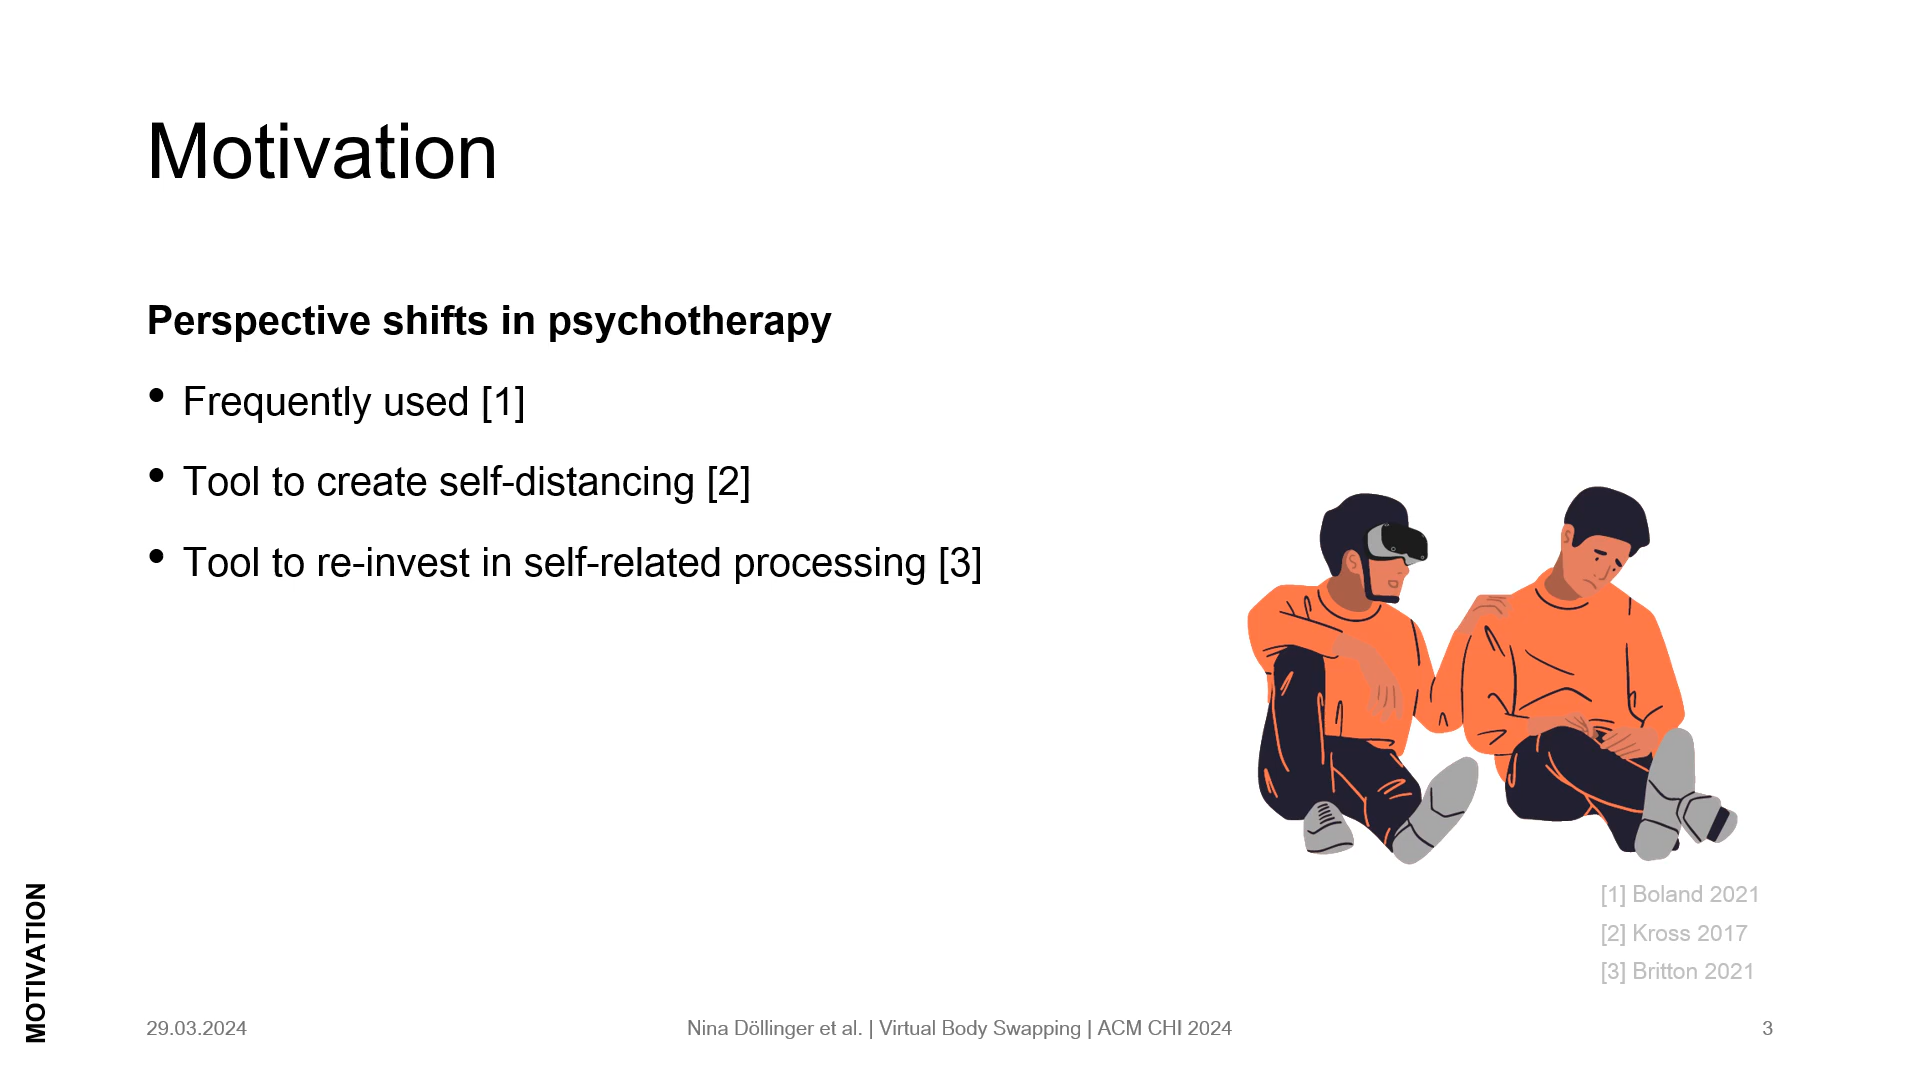 Motivation
Perspective shifts in psychotherapy
• Frequently used [1]
• Tool to create self-distancing [2]
• Tool to re-invest in self-related processing [3]
[1] Boland 2021
[2] Kross 2017
[3] Britton 2021
MOTIVATION
29.03.2024
Nina Döllinger et al. | Virtual Body Swapping | ACM CHI 2024
3